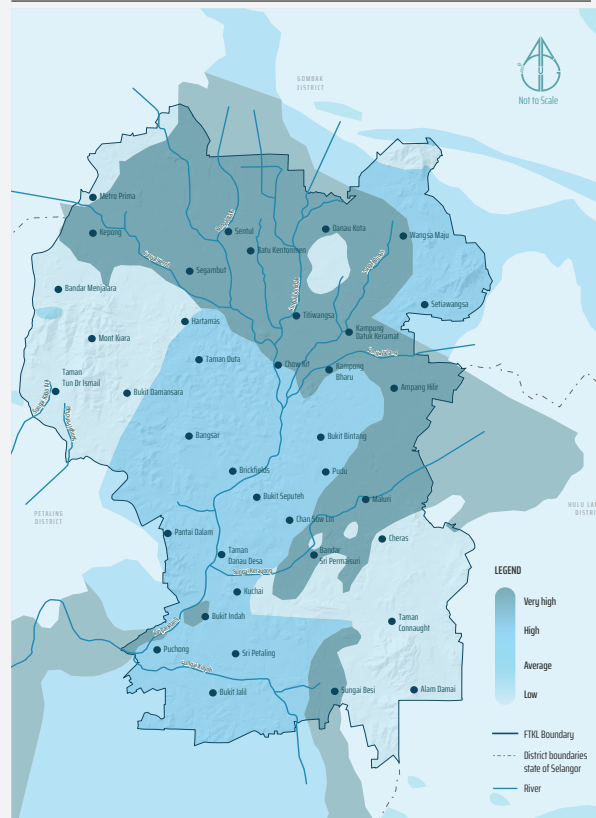 GOMBAK
DISTRICT
Not to Scale
Metro Prima
Kepong
Sentul
Batu Kentonmen
Danau Kota
Wangsa Maju
Segambut
Bandar Menjalara
Setiawangsa
Titiwangsa
Hartamas
Kampung
Datuk Keramat
Mont Kiara
Taman Duta
Chow Kit
Kampong
Bharu
Taman
Tun Dr Ismail
Bukit Damansara
Ampang Hilir
Bangsar
Bukit Bintang
Brickfields
Pudu
Bukit Seputeh
Maluri
PETALING
DISTRICT
Chan Sow Lin
Pantai Dalam
Cheras
Taman
Danau Desa
Bandar
Sri Permaisuri
Sungai Kerayong
Kuchai
Bukit Indah
Taman
Connaught
Puchong
Sri Petaling
Bukit Jalil
Sungai Besi
Alam Damai
LEGEND
Very high
High
Average
Low
FTKL Boundary
District boundaries
state of Selangor
River